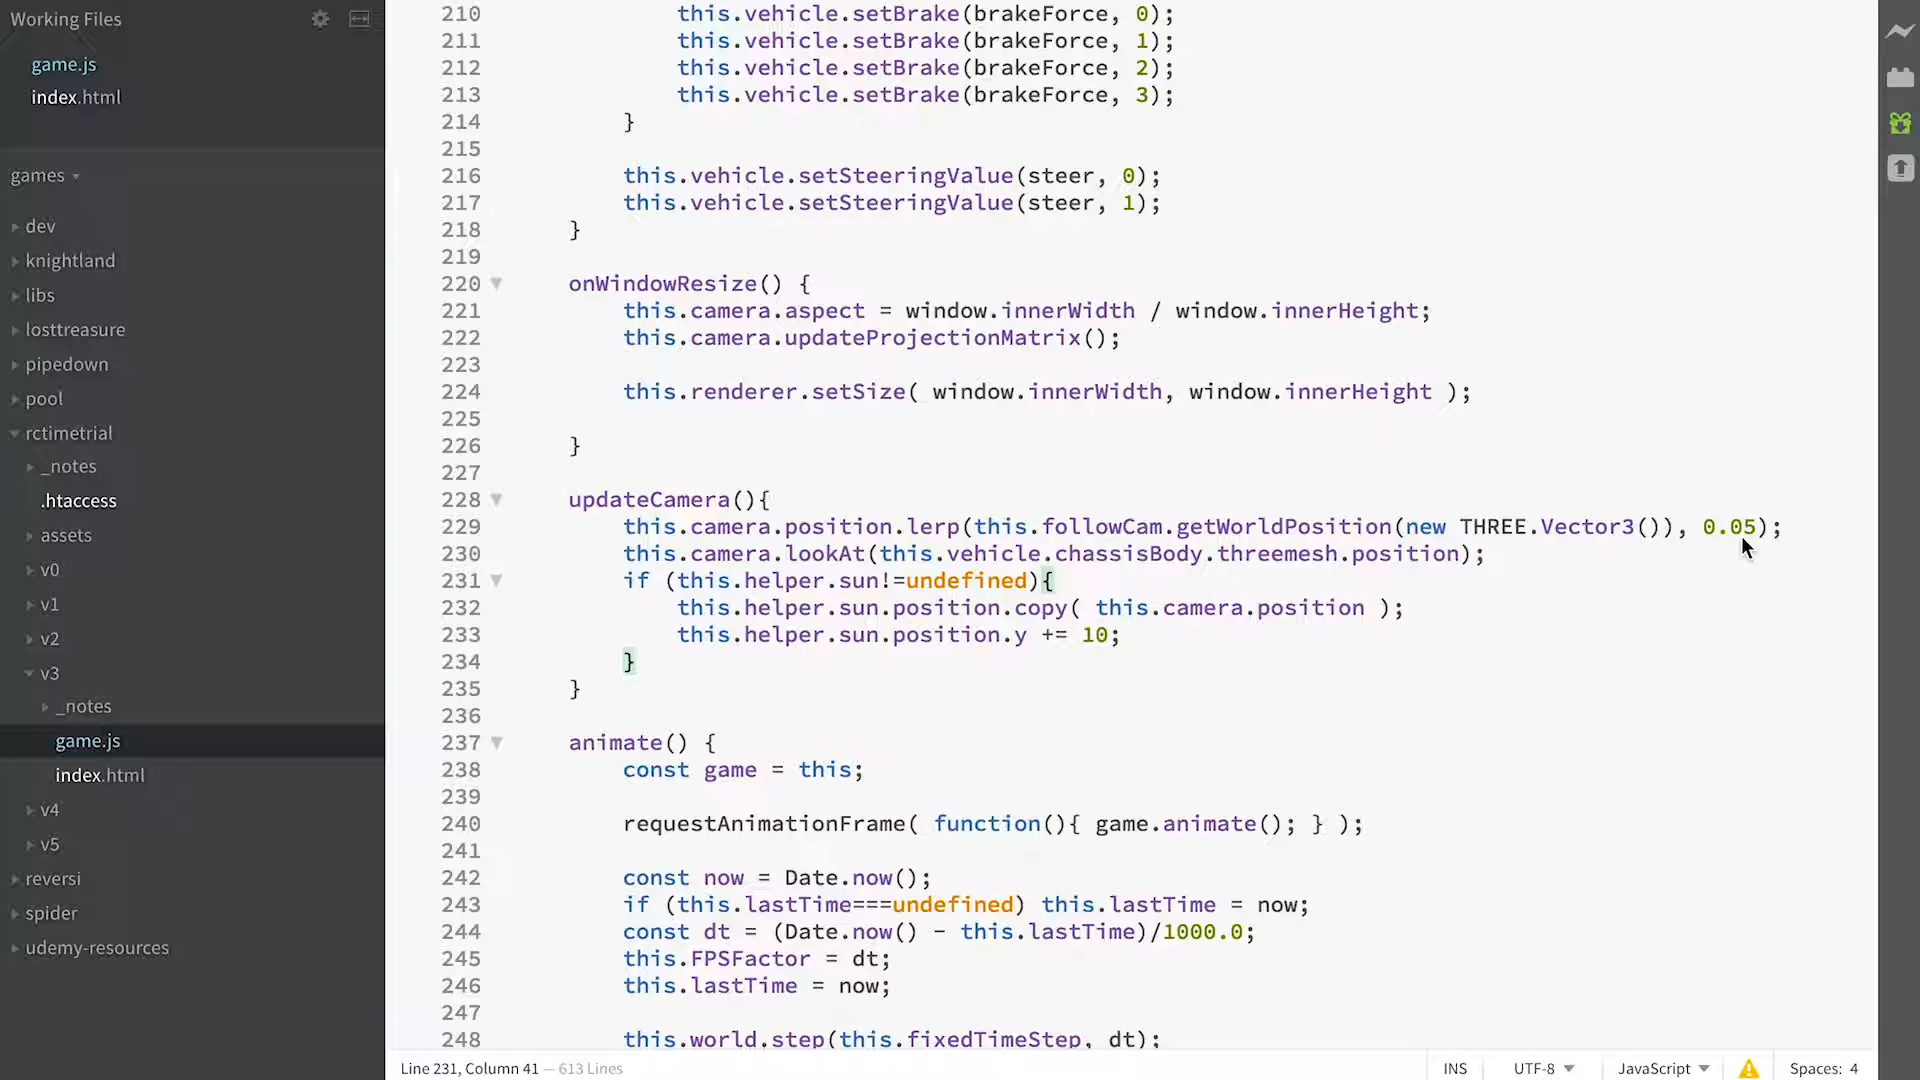 Working Files
game.js
index.html
games
dev
knightland
libs
losttreasure
pipedown
pool
rctimetrial
_notes
.htaccess
assets
v0
v1
v2
v3
_notes
game.js
index.html
v4
v5
reversi
spider
udemy-resources
210 this.vehicle.setBrake(brakeForce, 0);
211 this.vehicle.setBrake(brakeForce, 1);
212 this.vehicle.setBrake(brakeForce, 2);
213 this.vehicle.setBrake(brakeForce, 3);
214 }
215
216 this.vehicle.setSteeringValue(steer, 0);
217 this.vehicle.setSteeringValue(steer, 1);
218 }
219
220 onWindowResize() {
221 this.camera.aspect = window.innerWidth / window.innerHeight;
222 this.camera.updateProjectionMatrix();
223
224 this.renderer.setSize( window.innerWidth, window.innerHeight );
225
226 }
227
228 updateCamera(){
229 this.camera.position.lerp(this.followCam.getWorldPosition(new THREE.Vector3()), 0.05);
230 this.camera.lookAt(this.vehicle.chassisBody.threemesh.position);
231 if (this.helper.sun!=undefined){
232 this.helper.sun.position.copy( this.camera.position );
233 this.helper.sun.position.y += 10;
234 }
235 }
236
237 animate() {
238 const game = this;
239
240 requestAnimationFrame( function(){ game.animate(); } );
241
242 const now = Date.now();
243 if (this.lastTime===undefined) this.lastTime = now;
244 const dt = (Date.now() - this.lastTime)/1000.0;
245 this.FPSFactor = dt;
246 this.lastTime = now;
247
248 this.world.step(this.fixedTimeStep, dt);
Line 231, Column 41 — 613 Lines
INS UTF-8 JavaScript Spaces: 4